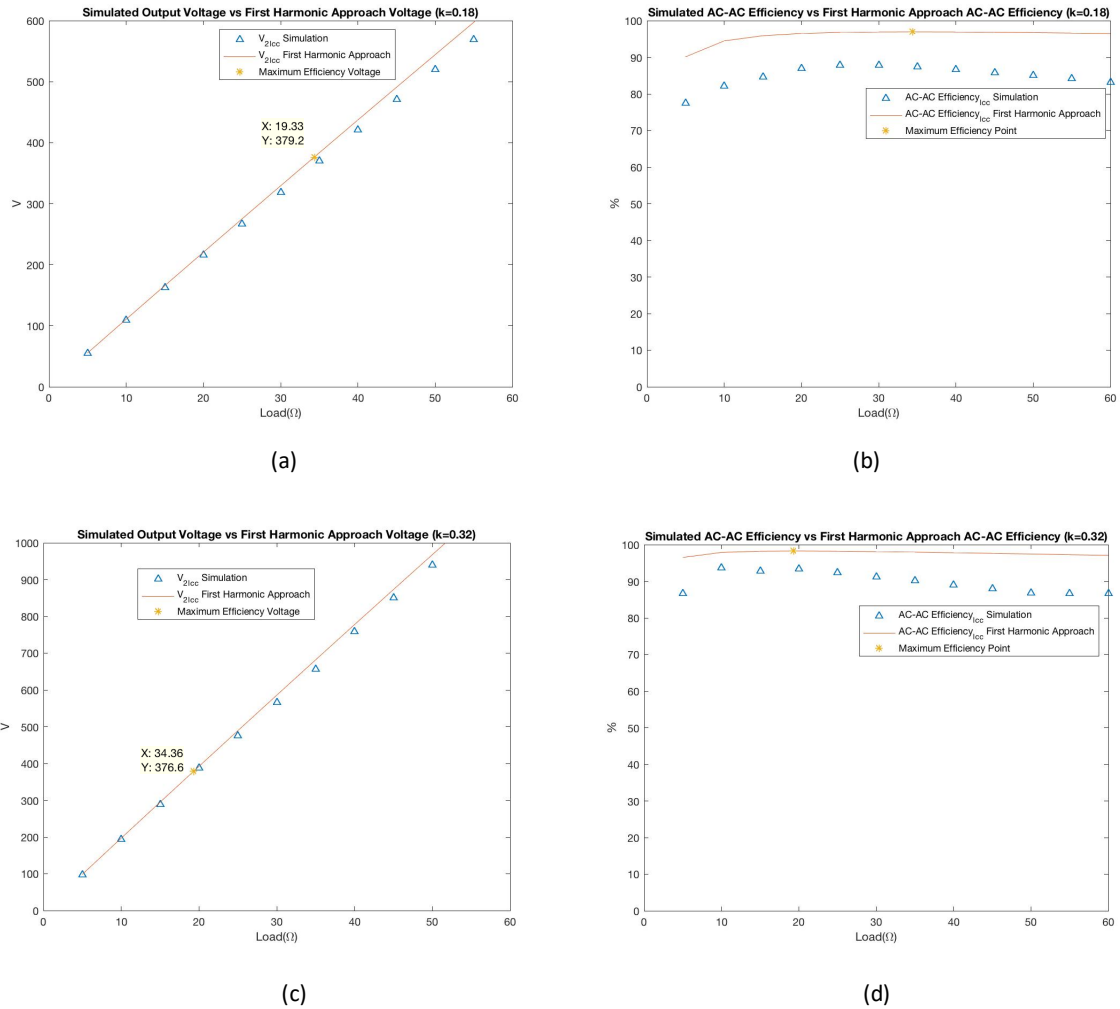 Simulated Output Voltage vs First Harmonic Approach Voltage (k=0.18)
600
500
400
300
200
100
0
V
V2lcc Simulation
V2lcc First Harmonic Approach
Maximum Efficiency Voltage
X: 19.33
Y: 379.2
0 10 20 30 40 50 60
Load(Ω)
(a)
Simulated AC-AC Efficiency vs First Harmonic Approach AC-AC Efficiency (k=0.18)
100
90
80
70
60
50
40
30
20
10
0
%
AC-AC Efficiencylcc Simulation
AC-AC Efficiencylcc First Harmonic Approach
Maximum Efficiency Point
0 10 20 30 40 50 60
Load(Ω)
(b)
Simulated Output Voltage vs First Harmonic Approach Voltage (k=0.32)
1000
900
800
700
600
500
400
300
200
100
0
V
V2lcc Simulation
V2lcc First Harmonic Approach
Maximum Efficiency Voltage
X: 34.36
Y: 376.6
0 10 20 30 40 50 60
Load(Ω)
(c)
Simulated AC-AC Efficiency vs First Harmonic Approach AC-AC Efficiency (k=0.32)
100
90
80
70
60
50
40
30
20
10
0
%
AC-AC Efficiencylcc Simulation
AC-AC Efficiencylcc First Harmonic Approach
Maximum Efficiency Point
0 10 20 30 40 50 60
Load(Ω)
(d)